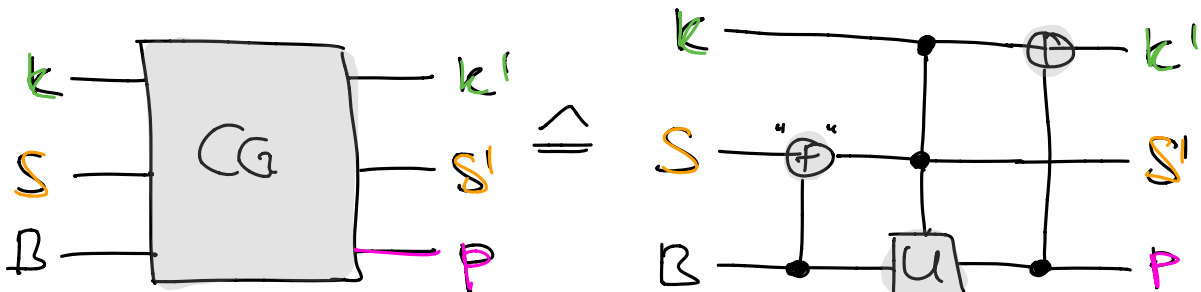 k k' k k'
CG ≙ " + " +
S S' S S'
B p B U p